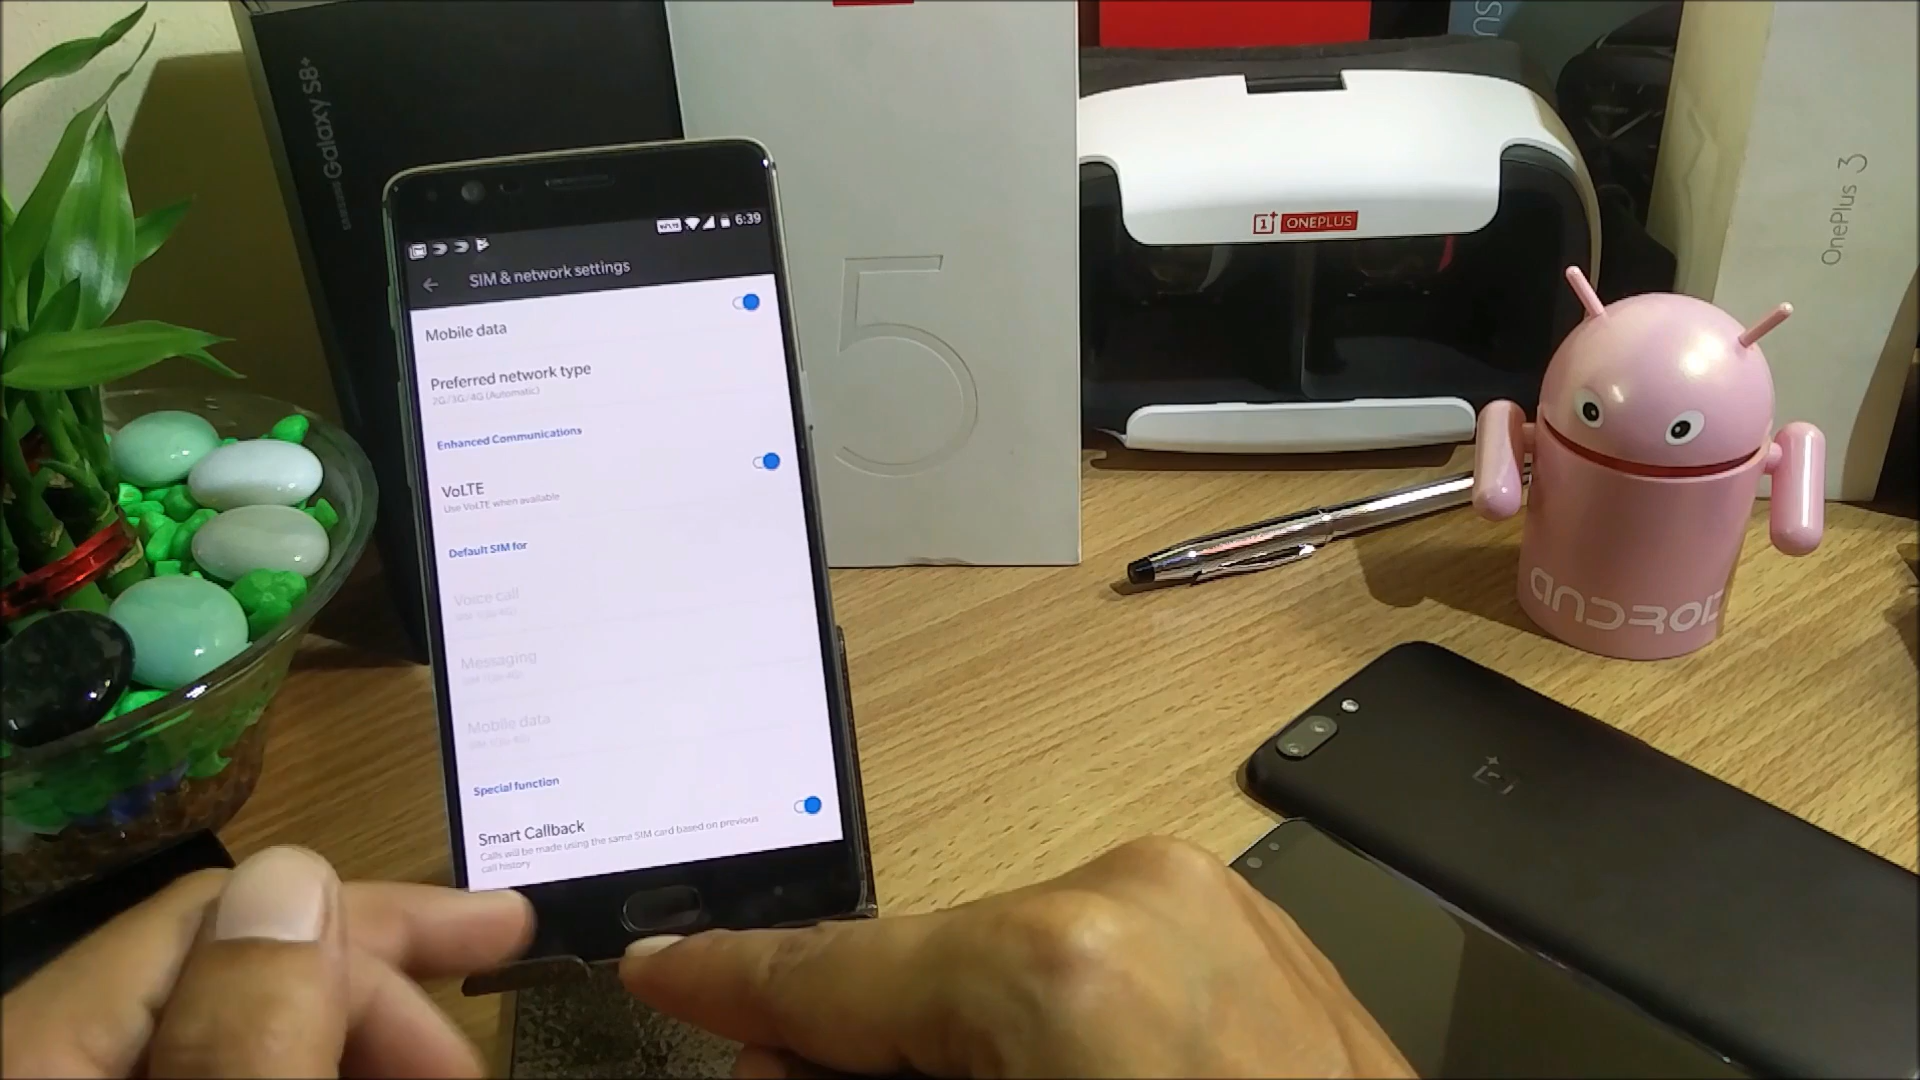 SAMSUNG Galaxy S8+
5
ONEPLUS
OnePlus 3
6:39
SIM & network settings
Mobile data
Preferred network type
2G/3G/4G (Automatic)
Enhanced Communications
VoLTE
Use VoLTE when available
Default SIM for
Voice call
Messaging
Mobile data
Special function
Smart Callback
Calls will be made using the same SIM card based on previous
call history
ANDROID